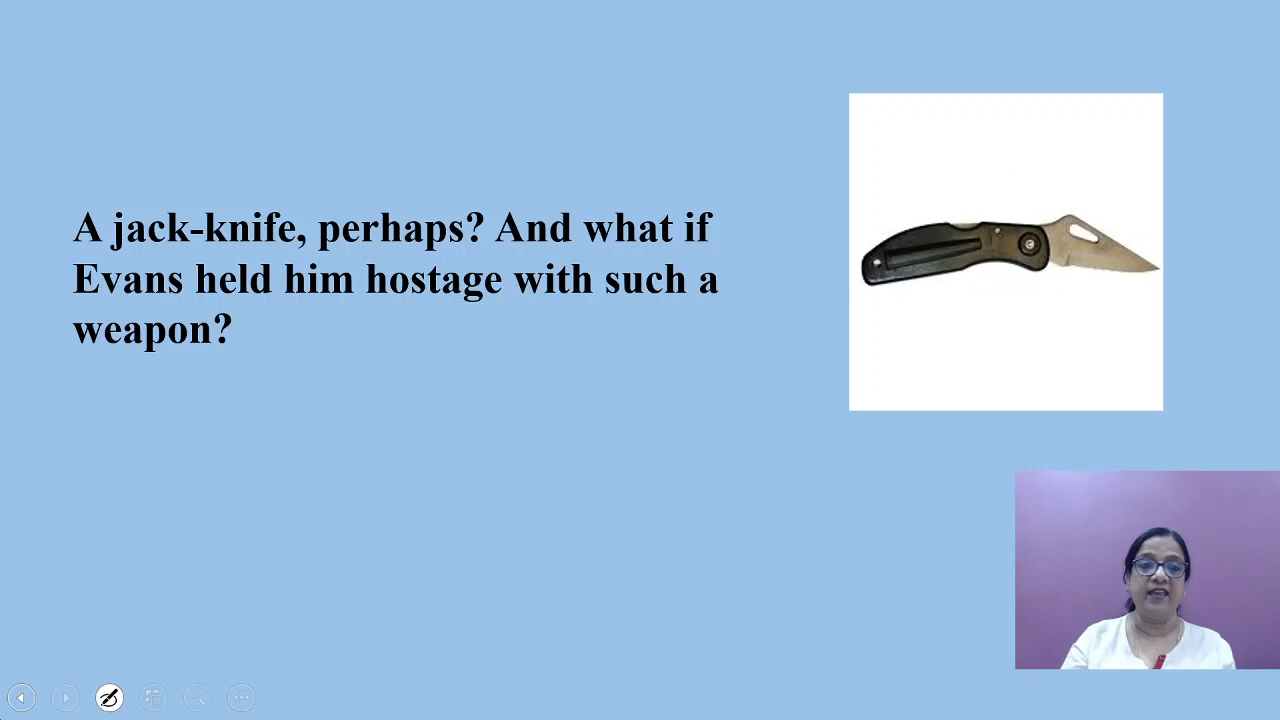 A jack-knife, perhaps? And what if
Evans held him hostage with such a
weapon?